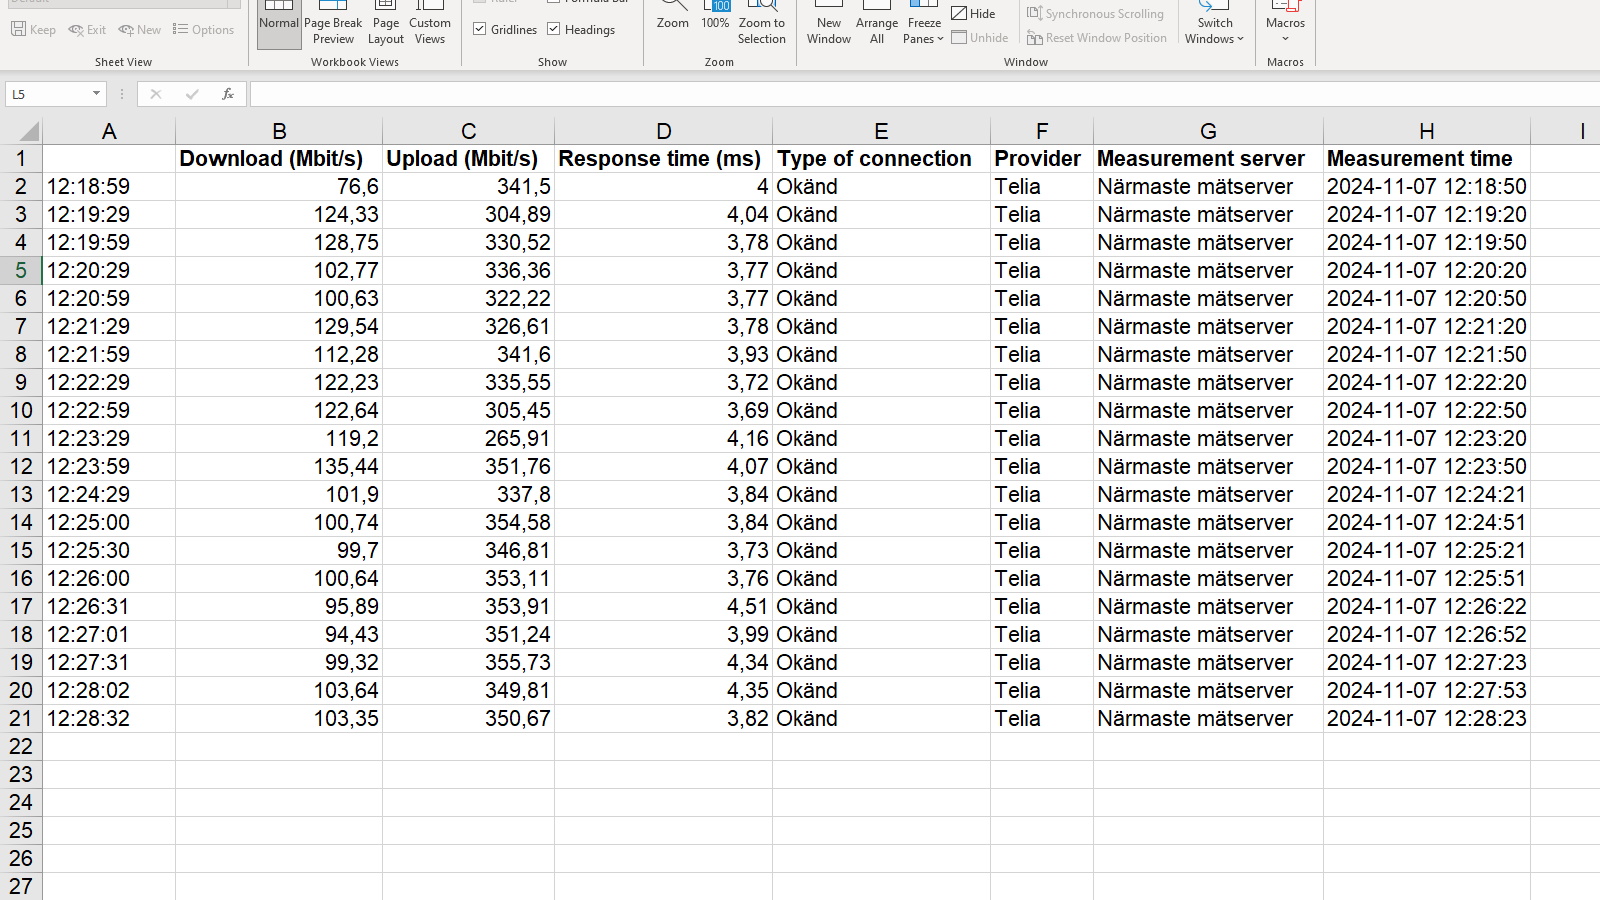 Keep Exit New Options
Normal Page Break Preview Page Layout Custom Views
Gridlines Headings
Zoom 100% Zoom to Selection
New Window Arrange All Freeze Panes Hide Unhide
Synchronous Scrolling
Reset Window Position
Switch Windows Macros
Sheet View Workbook Views Show Zoom Window Macros
L5 fx
A B C D E F G H I
1 Download (Mbit/s) Upload (Mbit/s) Response time (ms) Type of connection Provider Measurement server Measurement time
2 12:18:59 76,6 341,5 4 Okänd Telia Närmaste mätserver 2024-11-07 12:18:50
3 12:19:29 124,33 304,89 4,04 Okänd Telia Närmaste mätserver 2024-11-07 12:19:20
4 12:19:59 128,75 330,52 3,78 Okänd Telia Närmaste mätserver 2024-11-07 12:19:50
5 12:20:29 102,77 336,36 3,77 Okänd Telia Närmaste mätserver 2024-11-07 12:20:20
6 12:20:59 100,63 322,22 3,77 Okänd Telia Närmaste mätserver 2024-11-07 12:20:50
7 12:21:29 129,54 326,61 3,78 Okänd Telia Närmaste mätserver 2024-11-07 12:21:20
8 12:21:59 112,28 341,6 3,93 Okänd Telia Närmaste mätserver 2024-11-07 12:21:50
9 12:22:29 122,23 335,55 3,72 Okänd Telia Närmaste mätserver 2024-11-07 12:22:20
10 12:22:59 122,64 305,45 3,69 Okänd Telia Närmaste mätserver 2024-11-07 12:22:50
11 12:23:29 119,2 265,91 4,16 Okänd Telia Närmaste mätserver 2024-11-07 12:23:20
12 12:23:59 135,44 351,76 4,07 Okänd Telia Närmaste mätserver 2024-11-07 12:23:50
13 12:24:29 101,9 337,8 3,84 Okänd Telia Närmaste mätserver 2024-11-07 12:24:21
14 12:25:00 100,74 354,58 3,84 Okänd Telia Närmaste mätserver 2024-11-07 12:24:51
15 12:25:30 99,7 346,81 3,73 Okänd Telia Närmaste mätserver 2024-11-07 12:25:21
16 12:26:00 100,64 353,11 3,76 Okänd Telia Närmaste mätserver 2024-11-07 12:25:51
17 12:26:31 95,89 353,91 4,51 Okänd Telia Närmaste mätserver 2024-11-07 12:26:22
18 12:27:01 94,43 351,24 3,99 Okänd Telia Närmaste mätserver 2024-11-07 12:26:52
19 12:27:31 99,32 355,73 4,34 Okänd Telia Närmaste mätserver 2024-11-07 12:27:23
20 12:28:02 103,64 349,81 4,35 Okänd Telia Närmaste mätserver 2024-11-07 12:27:53
21 12:28:32 103,35 350,67 3,82 Okänd Telia Närmaste mätserver 2024-11-07 12:28:23
22
23
24
25
26
27